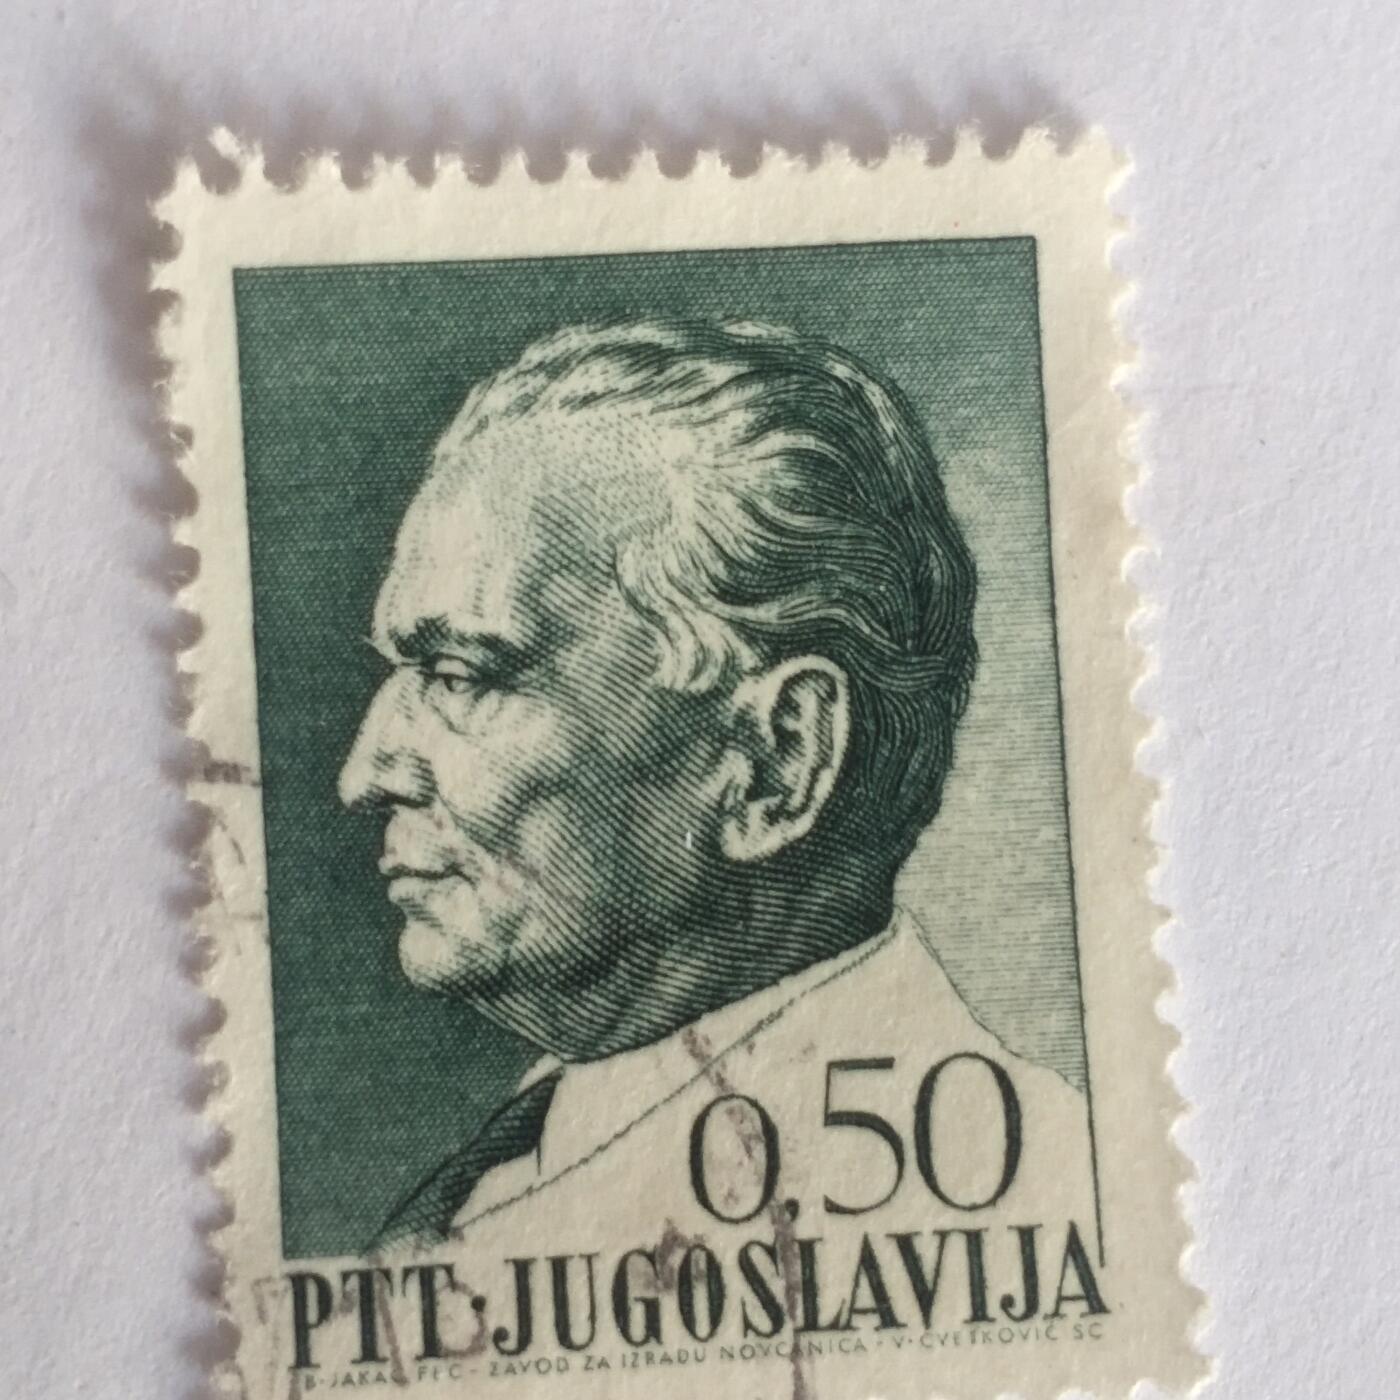 0,50
PTT·JUGOSLAVIJA
B·JAKAC FEC - ZAVOD ZA IZRADU NOVČANICA - V·CVETKOVIĆ SC